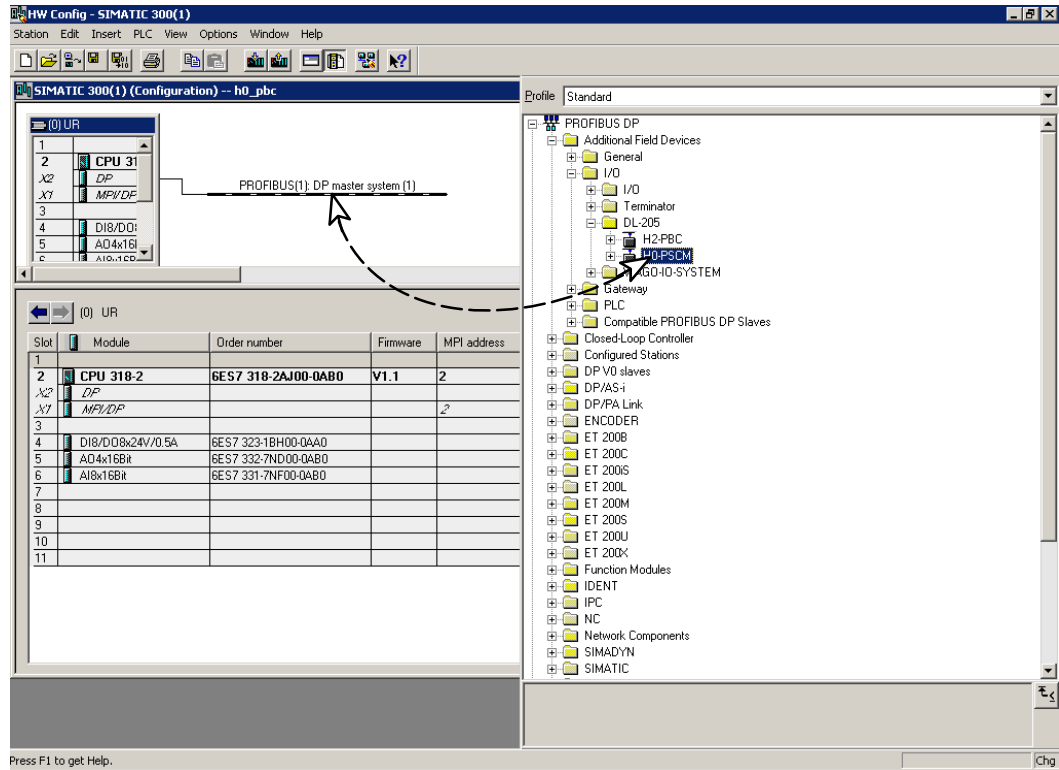 HW Config - SIMATIC 300(1)
Station Edit Insert PLC View Options Window Help
SIMATIC 300(1) (Configuration) -- h0_pbc
(0) UR
1
2 CPU 31
X2 DP
X1 MPI/DP
3
4 DI8/DO:
5 AO4x16I
PROFIBUS(1): DP master system (1)
(0) UR
Slot Module Order number Firmware MPI address
1
2 CPU 318-2 6ES7 318-2AJ00-0AB0 V1.1 2
X2 DP
X1 MPI/DP 2
3
4 DI8/DO8x24V/0.5A 6ES7 323-1BH00-0AA0
5 AO4x16Bit 6ES7 332-7ND00-0AB0
6 AI8x16Bit 6ES7 331-7NF00-0AB0
7
8
9
10
11
Profile Standard
PROFIBUS DP
Additional Field Devices
General
I/O
I/O
Terminator
DL-205
H2-PBC
H0-PSCM
WAGO-IO-SYSTEM
Gateway
PLC
Compatible PROFIBUS DP Slaves
Closed-Loop Controller
Configured Stations
DP V0 slaves
DP/AS-i
DP/PA Link
ENCODER
ET 200B
ET 200C
ET 200iS
ET 200L
ET 200M
ET 200S
ET 200U
ET 200X
Function Modules
IDENT
IPC
NC
Network Components
SIMADYN
SIMATIC
Press F1 to get Help.
Chg